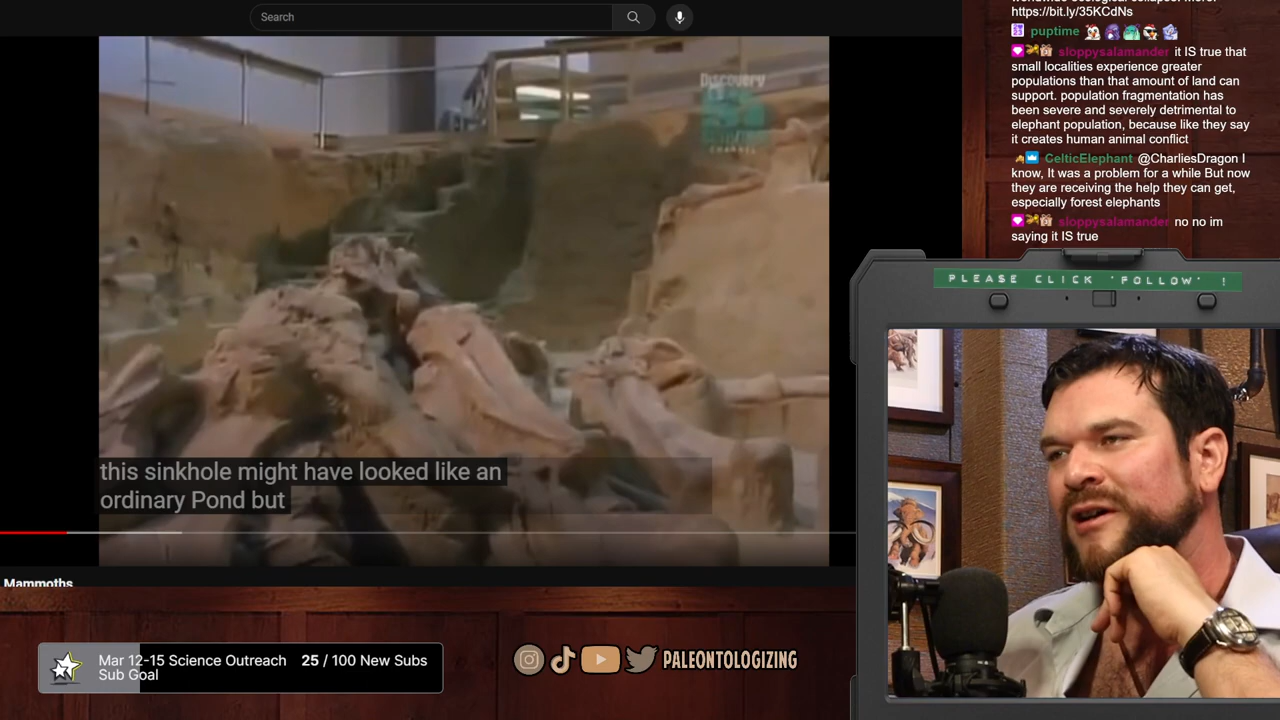 Search
Discovery
CHANNEL
this sinkhole might have looked like an
ordinary Pond but
Mammoths
Mar 12-15 Science Outreach
Sub Goal
25 / 100 New Subs
PALEONTOLOGIZING
https://bit.ly/35KCdNs
puptime
sloppysalamander it IS true that
small localities experience greater
populations than that amount of land can
support. population fragmentation has
been severe and severely detrimental to
elephant population, because like they say
it creates human animal conflict
CelticElephant @CharliesDragon I
know, It was a problem for a while But now
they are receiving the help they can get,
especially forest elephants
sloppysalamander no no im
saying it IS true
PLEASE CLICK 'FOLLOW' !